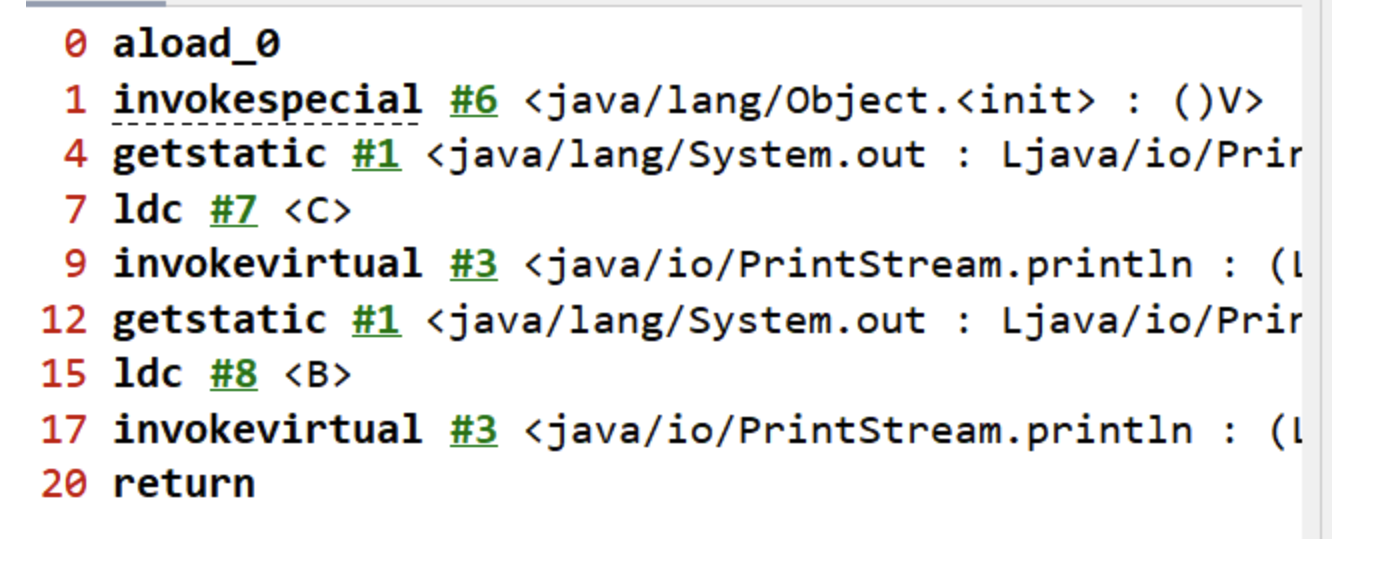 0 aload_0
1 invokespecial #6 <java/lang/Object.<init> : ()V>
4 getstatic #1 <java/lang/System.out : Ljava/io/Prin
7 ldc #7 <C>
9 invokevirtual #3 <java/io/PrintStream.println : (L
12 getstatic #1 <java/lang/System.out : Ljava/io/Prin
15 ldc #8 <B>
17 invokevirtual #3 <java/io/PrintStream.println : (L
20 return